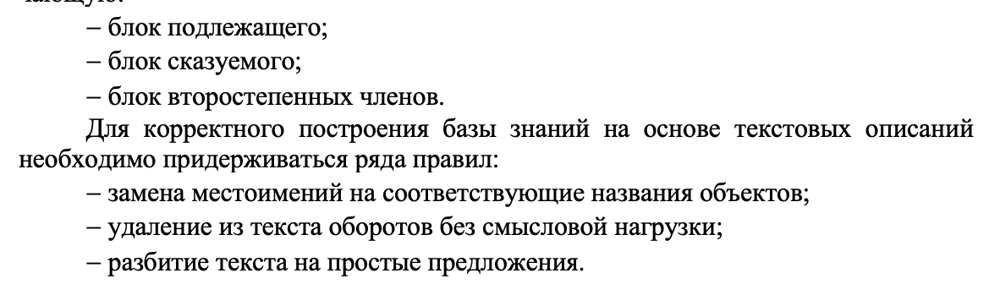 – блок подлежащего;
– блок сказуемого;
– блок второстепенных членов.
Для корректного построения базы знаний на основе текстовых описаний
необходимо придерживаться ряда правил:
– замена местоимений на соответствующие названия объектов;
– удаление из текста оборотов без смысловой нагрузки;
– разбитие текста на простые предложения.